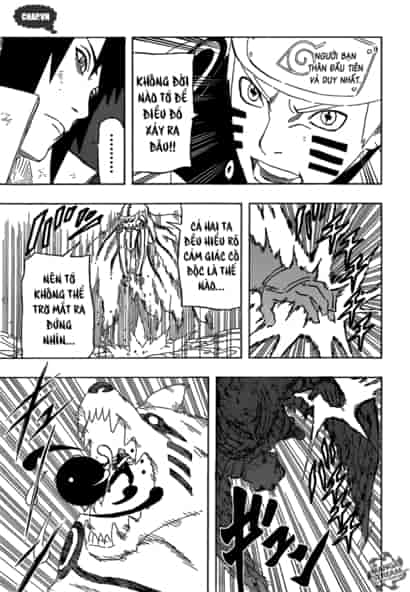 CHAP.VN
NGƯỜI BẠN
THÂN ĐẦU TIÊN
VÀ DUY NHẤT.
KHÔNG ĐỜI
NÀO TỚ ĐỂ
ĐIỀU ĐÓ
XẢY RA
ĐÂU!!
.........
CẢ HAI TA
ĐỀU HIỂU RÕ
CẢM GIÁC CÔ
ĐỘC LÀ THẾ
NÀO...
NÊN TỚ
KHÔNG THỂ
TRƠ MẮT RA
ĐỨNG
NHÌN...